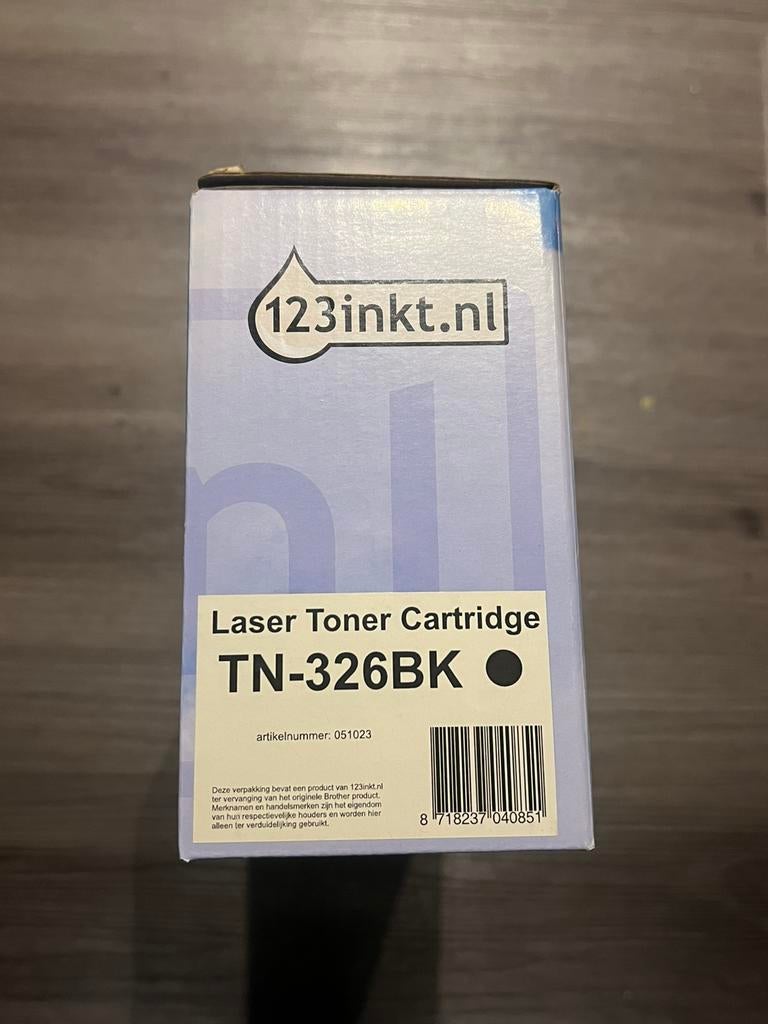 123inkt.nl
nl
Laser Toner Cartridge
TN-326BK
artikelnummer: 051023
Deze verpakking bevat een product van 123inkt.nl
ter vervanging van het originele Brother product.
Merknamen en handelsmerken zijn het eigendom
van hun respectievelijke houders en worden hier
alleen ter verduidelijking gebruikt.
8 718237 040851